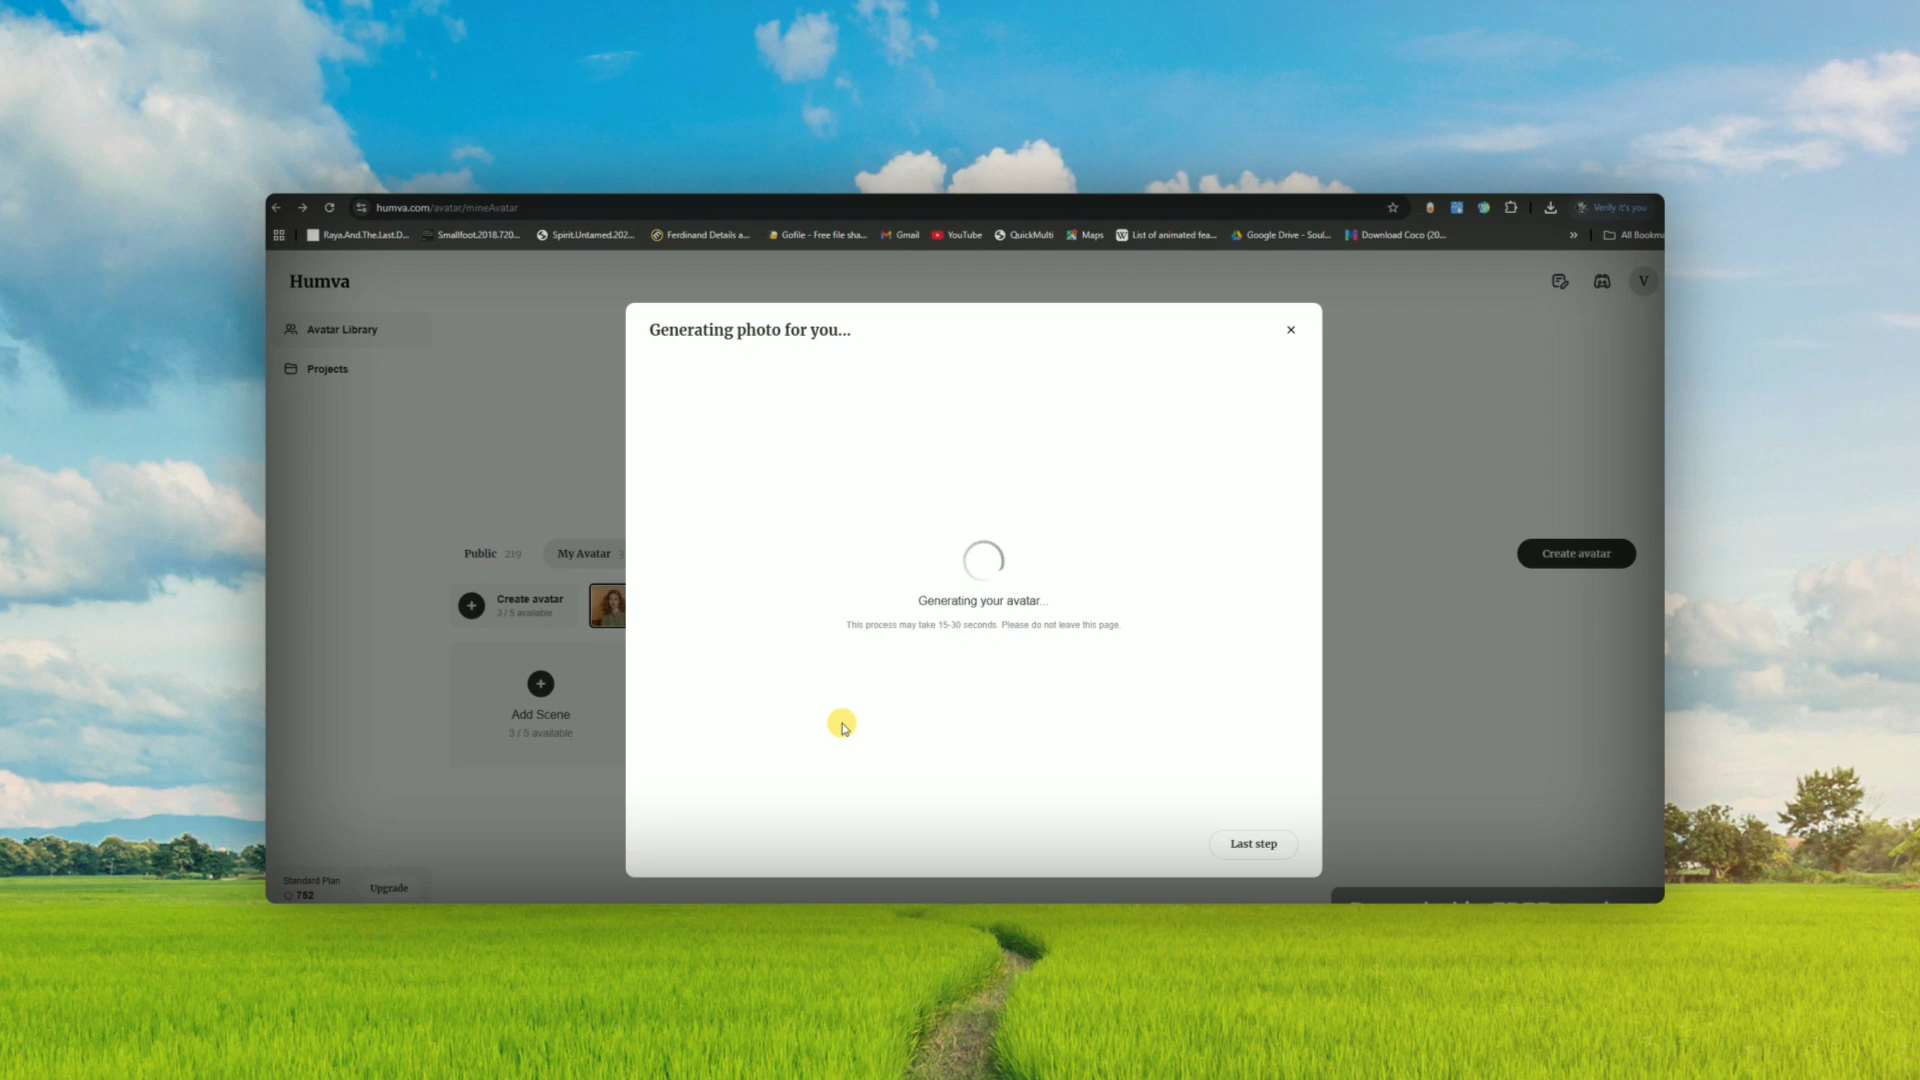 humva.com/avatar/mineAvatar
Verify it's you
Raya.And.The.Last.D...
Smallfoot.2018.720...
Spirit.Untamed.202...
Ferdinand Details a...
Gofile - Free file sha...
Gmail
YouTube
QuickMulti
Maps
List of animated fea...
Google Drive - Soul...
Download Coco (20...
»
All Bookma
Humva
V
Avatar Library
Projects
Generating photo for you...
Public 219
My Avatar 3
Create avatar
Create avatar
3 / 5 available
Generating your avatar...
This process may take 15-30 seconds. Please do not leave this page.
Add Scene
3 / 5 available
Last step
Standard Plan
762
Upgrade